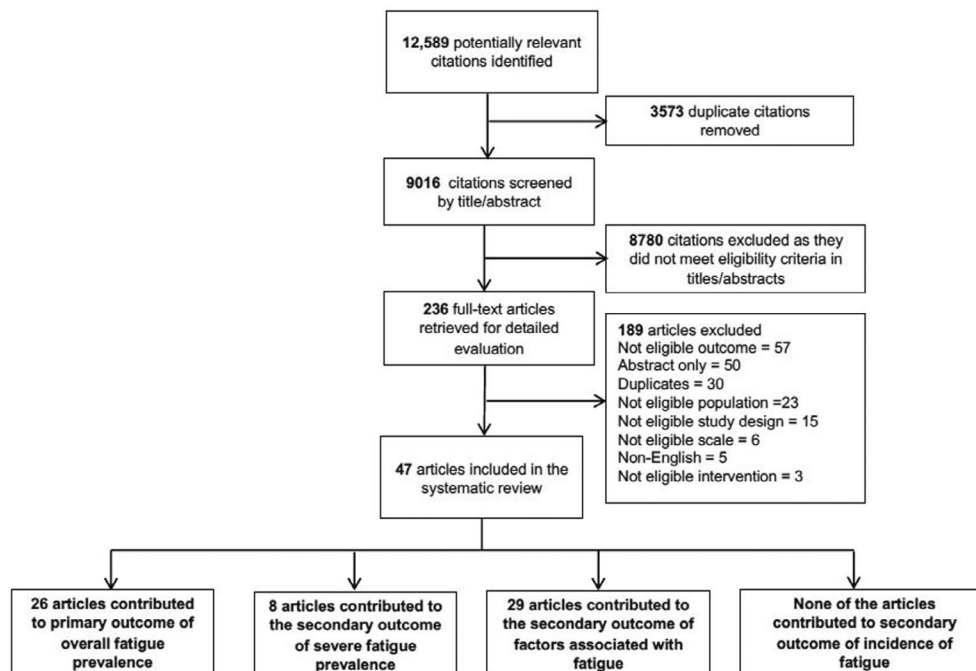 12,589 potentially relevant
citations identified
3573 duplicate citations
removed
9016 citations screened
by title/abstract
8780 citations excluded as they
did not meet eligibility criteria in
titles/abstracts
236 full-text articles
retrieved for detailed
evaluation
189 articles excluded
Not eligible outcome = 57
Abstract only = 50
Duplicates = 30
Not eligible population =23
Not eligible study design = 15
Not eligible scale = 6
Non-English = 5
Not eligible intervention = 3
47 articles included in the
systematic review
26 articles contributed
to primary outcome of
overall fatigue
prevalence
8 articles contributed to
the secondary outcome
of severe fatigue
prevalence
29 articles contributed to
the secondary outcome of
factors associated with
fatigue
None of the articles
contributed to secondary
outcome of incidence of
fatigue